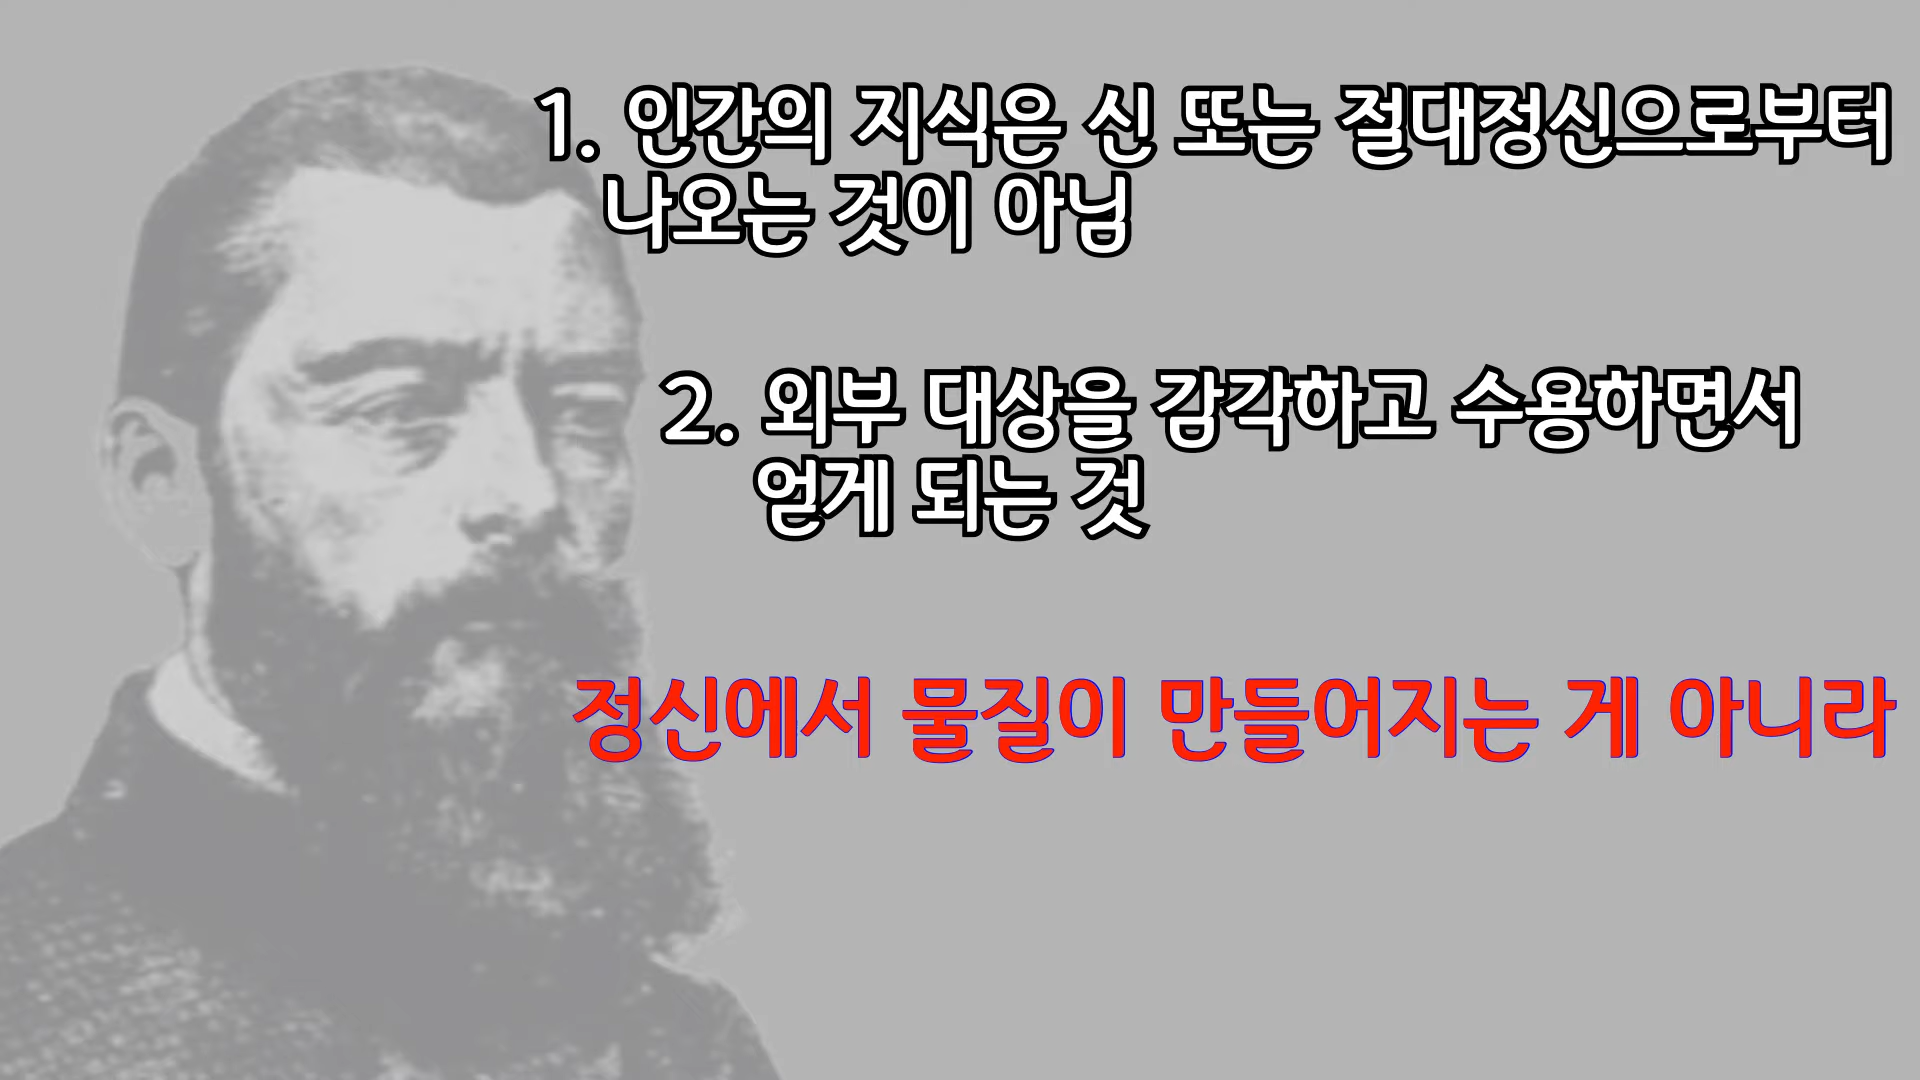 1. 인간의 지식은 신 또는 절대정신으로부터
나오는 것이 아님
2. 외부 대상을 감각하고 수용하면서
얻게 되는 것
정신에서 물질이 만들어지는 게 아니라